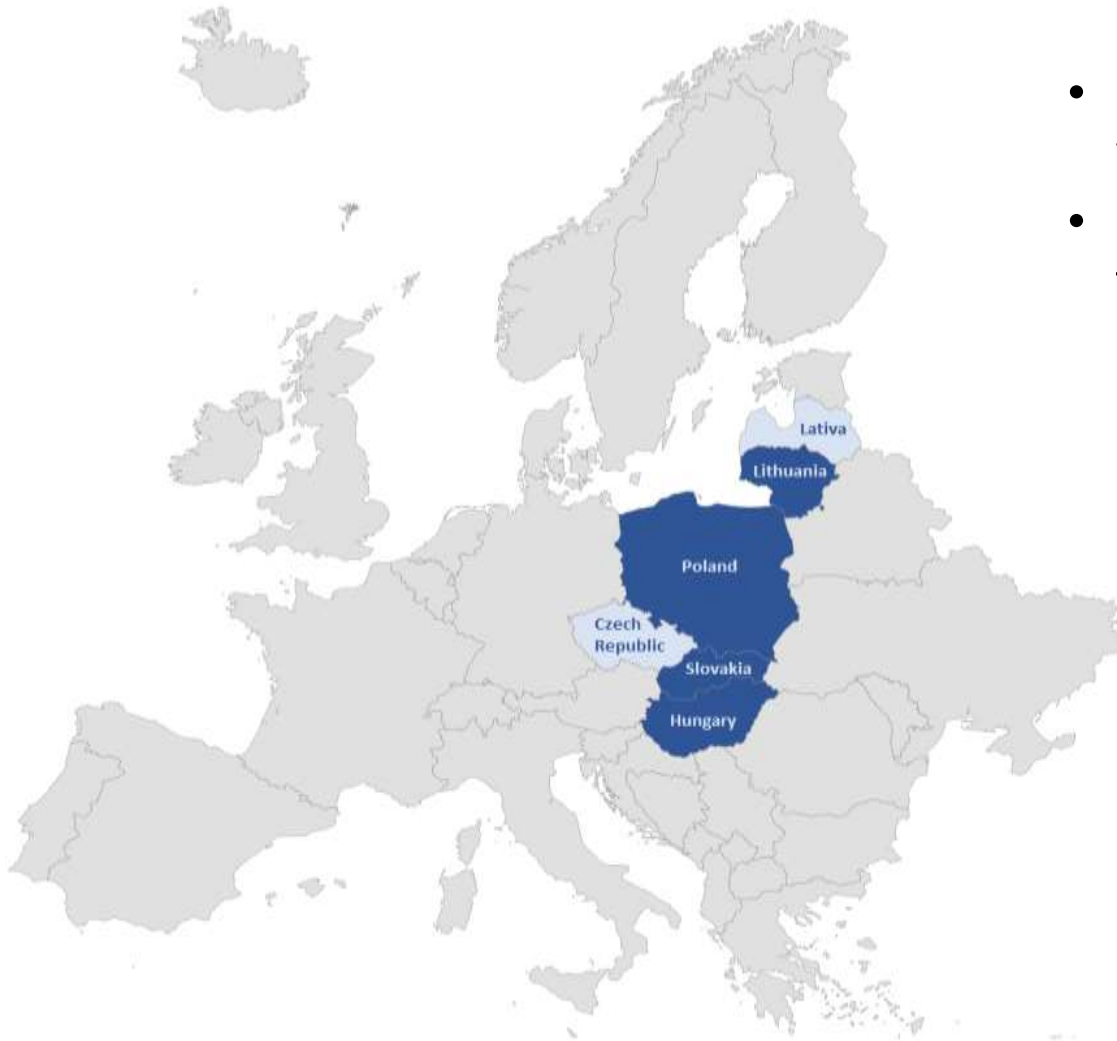 Lativa
Lithuania
Poland
Czech
Republic
Slovakia
Hungary